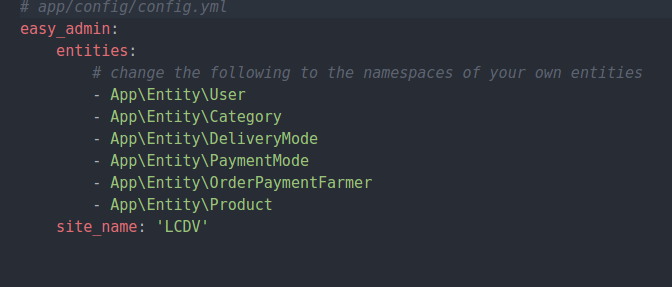 # app/config/config.yml
easy_admin:
    entities:
        # change the following to the namespaces of your own entities
        - App\Entity\User
        - App\Entity\Category
        - App\Entity\DeliveryMode
        - App\Entity\PaymentMode
        - App\Entity\OrderPaymentFarmer
        - App\Entity\Product
    site_name: 'LCDV'